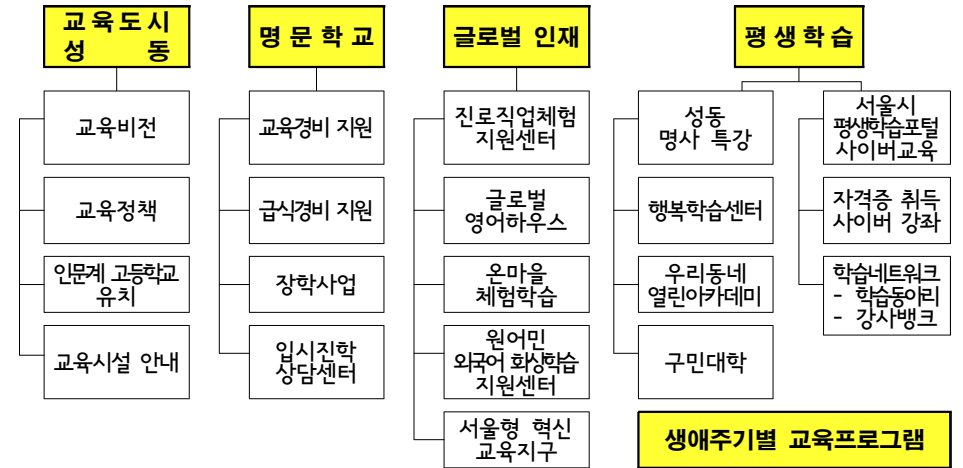 교육도시
성 동
교육비전
교육정책
인문계 고등학교
유치
교육시설 안내
명문학교
교육경비 지원
급식경비 지원
장학사업
입시진학
상담센터
글로벌 인재
진로직업체험
지원센터
글로벌
영어하우스
온마을
체험학습
원어민
외국어 화상학습
지원센터
서울형 혁신
교육지구
평생학습
성동
명사 특강
행복학습센터
우리동네
열린아카데미
구민대학
서울시
평생학습포털
사이버교육
자격증 취득
사이버 강좌
학습네트워크
- 학습동아리
- 강사뱅크
생애주기별 교육프로그램